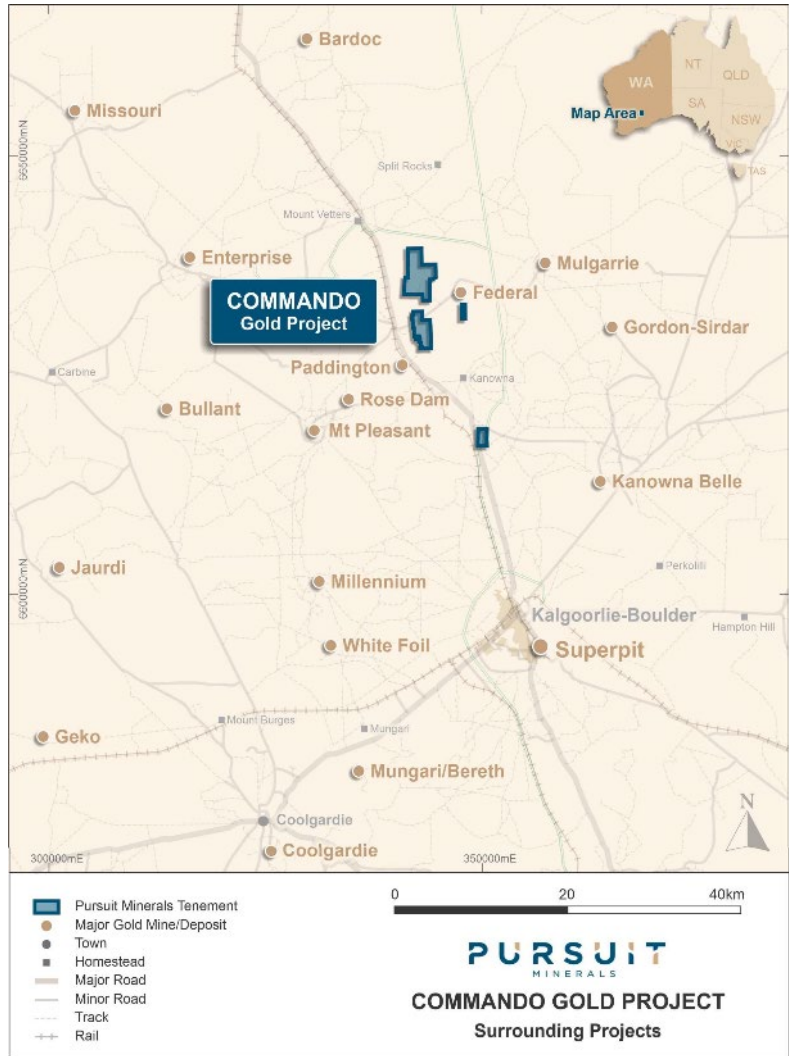 Bardoc
Missouri
WA
NT
QLD
SA
NSW
VIC
TAS
Map Area
6650000mN
Split Rocks
Mount Vetters
Enterprise
Mulgarrie
Federal
COMMANDO
Gold Project
Gordon-Sirdar
Carbine
Paddington
Kanowna
Rose Dam
Bullant
Mt Pleasant
Kanowna Belle
Jaurdi
Millennium
Perkolilli
6600000mN
Kalgoorlie-Boulder
Hampton Hill
White Foil
Superpit
Mount Burges
Mungari
Geko
Mungari/Bereth
N
Coolgardie
Coolgardie
300000mE
350000mE
Pursuit Minerals Tenement
Major Gold Mine/Deposit
Town
Homestead
Major Road
Minor Road
Track
Rail
0 20 40km
PURSUIT
MINERALS
COMMANDO GOLD PROJECT
Surrounding Projects